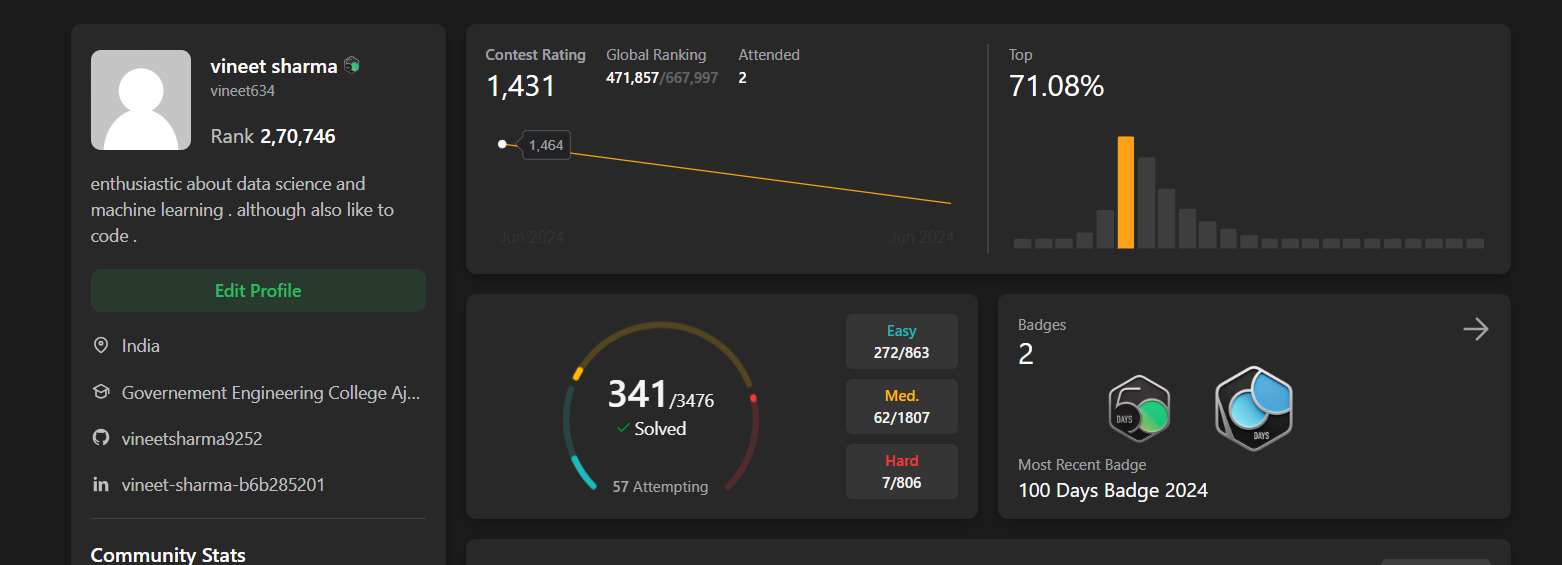 vineet sharma
vineet634
Rank 2,70,746
enthusiastic about data science and
machine learning . although also like to
code .
Edit Profile
India
Governement Engineering College Aj...
vineetsharma9252
vineet-sharma-b6b285201
Community Stats
Contest Rating
1,431
Global Ranking
471,857/667,997
Attended
2
1,464
Jun 2024
Jun 2024
Top
71.08%
341/3476
Solved
57 Attempting
Easy
272/863
Med.
62/1807
Hard
7/806
Badges
2
50
DAYS
DAYS
Most Recent Badge
100 Days Badge 2024